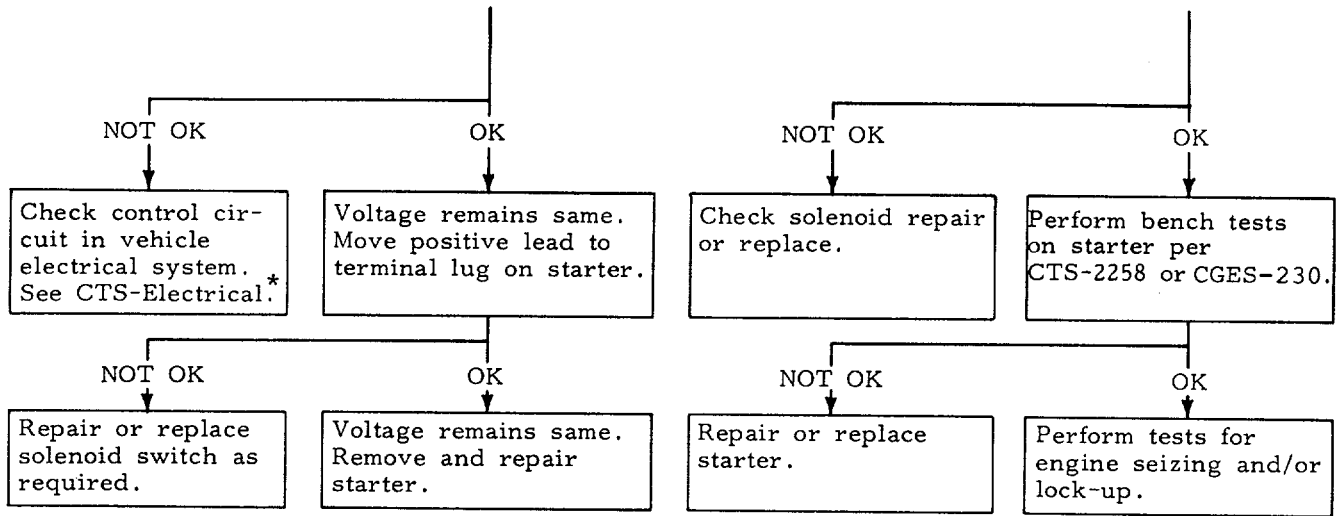 NOT OK
OK
Check control cir-
cuit in vehicle
electrical system.
See CTS-Electrical.*
Voltage remains same.
Move positive lead to
terminal lug on starter.
NOT OK
OK
Repair or replace
solenoid switch as
required.
Voltage remains same.
Remove and repair
starter.
NOT OK
OK
Check solenoid repair
or replace.
Perform bench tests
on starter per
CTS-2258 or CGES-230.
NOT OK
OK
Repair or replace
starter.
Perform tests for
engine seizing and/or
lock-up.